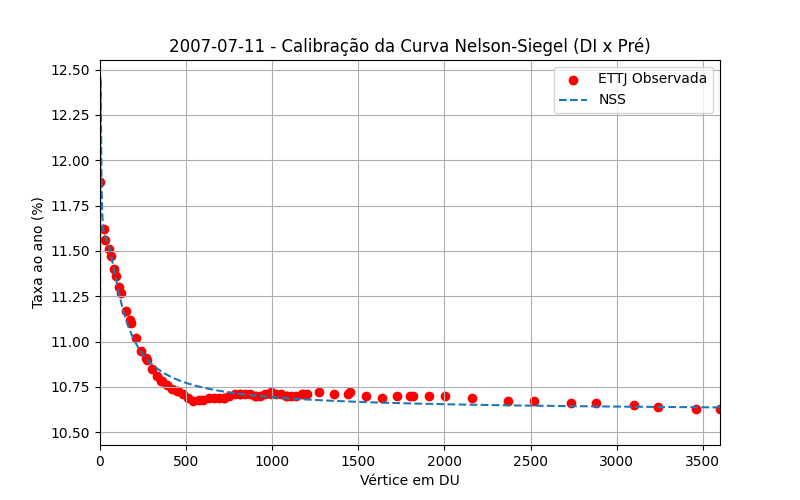 2007-07-11 - Calibração da Curva Nelson-Siegel (DI x Pré)
ETTJ Observada
NSS
Taxa ao ano (%)
12.50
12.25
12.00
11.75
11.50
11.25
11.00
10.75
10.50
0 500 1000 1500 2000 2500 3000 3500
Vértice em DU